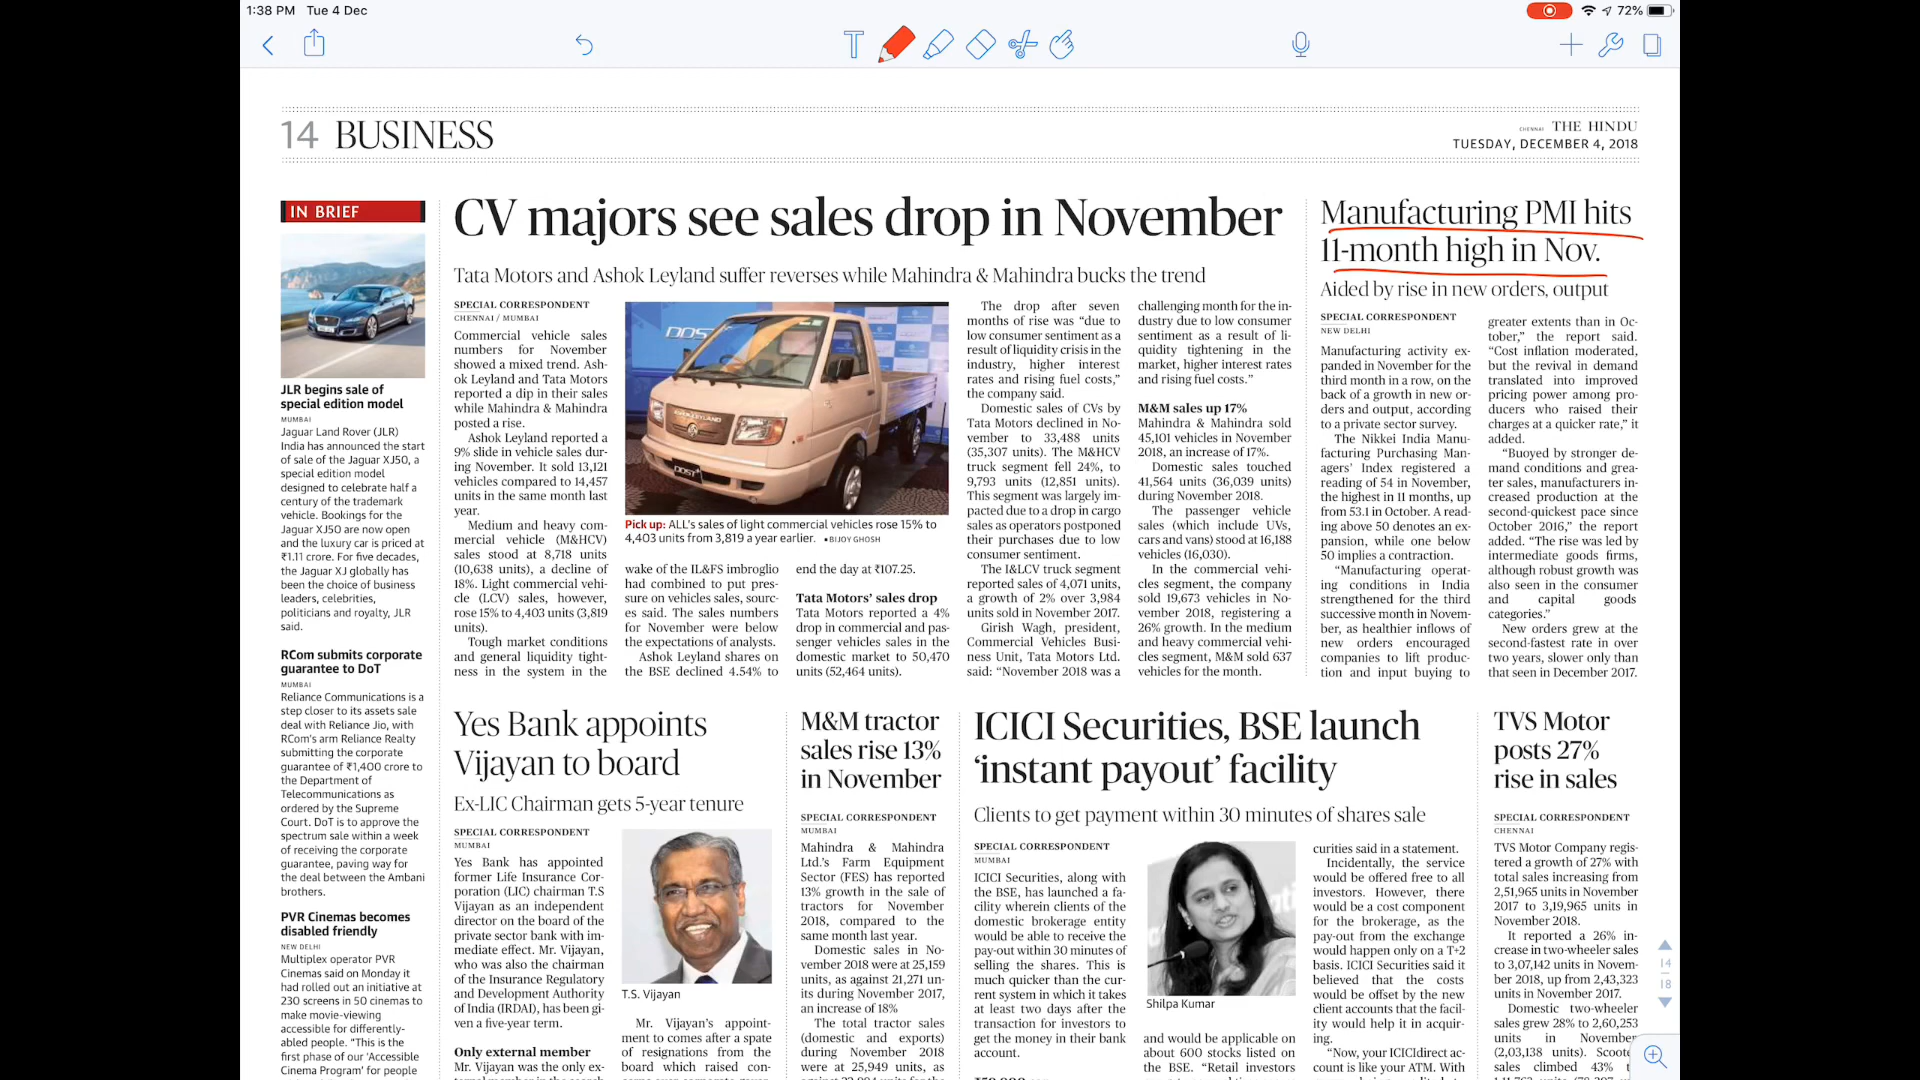 1:38 PM Tue 4 Dec
72%
14 BUSINESS
CHENNAI THE HINDU
TUESDAY, DECEMBER 4, 2018
IN BRIEF
JLR begins sale of
special edition model
MUMBAI
Jaguar Land Rover (JLR)
India has announced the start
of sale of the Jaguar XJ50, a
special edition model
designed to celebrate half a
century of the trademark
vehicle. Bookings for the
Jaguar XJ50 are now open
and the luxury car is priced at
₹1.11 crore. For five decades,
the Jaguar XJ globally has
been the choice of business
leaders, celebrities,
politicians and royalty, JLR
said.
RCom submits corporate
guarantee to DoT
MUMBAI
Reliance Communications is a
step closer to its assets sale
deal with Reliance Jio, with
RCom's arm Reliance Realty
submitting the corporate
guarantee of ₹1,400 crore to
the Department of
Telecommunications as
ordered by the Supreme
Court. DoT is to approve the
spectrum sale within a week
of receiving the corporate
guarantee, paving way for
the deal between the Ambani
brothers.
PVR Cinemas becomes
disabled friendly
NEW DELHI
Multiplex operator PVR
Cinemas said on Monday it
had rolled out an initiative at
230 screens in 50 cinemas to
make movie-viewing
accessible for differently-
abled people. "This is the
first phase of our 'Accessible
Cinema Program' for people
CV majors see sales drop in November
Tata Motors and Ashok Leyland suffer reverses while Mahindra & Mahindra bucks the trend
SPECIAL CORRESPONDENT
CHENNAI / MUMBAI
Commercial vehicle sales
numbers for November
showed a mixed trend. Ash-
ok Leyland and Tata Motors
reported a dip in their sales
while Mahindra & Mahindra
posted a rise.
Ashok Leyland reported a
9% slide in vehicle sales dur-
ing November. It sold 13,121
vehicles compared to 14,457
units in the same month last
year.
Medium and heavy com-
mercial vehicle (M&HCV)
sales stood at 8,718 units
(10,638 units), a decline of
18%. Light commercial vehi-
cle (LCV) sales, however,
rose 15% to 4,403 units (3,819
units).
Tough market conditions
and general liquidity tight-
ness in the system in the
DOST
DOST
Pick up: ALL's sales of light commercial vehicles rose 15% to
4,403 units from 3,819 a year earlier. ▪BIJOY GHOSH
wake of the IL&FS imbroglio
had combined to put pres-
sure on vehicles sales, sourc-
es said. The sales numbers
for November were below
the expectations of analysts.
Ashok Leyland shares on
the BSE declined 4.54% to
end the day at ₹107.25.
Tata Motors' sales drop
Tata Motors reported a 4%
drop in commercial and pas-
senger vehicles sales in the
domestic market to 50,470
units (52,464 units).
The drop after seven
months of rise was "due to
low consumer sentiment as a
result of liquidity crisis in the
industry, higher interest
rates and rising fuel costs,"
the company said.
Domestic sales of CVs by
Tata Motors declined in No-
vember to 33,488 units
(35,307 units). The M&HCV
truck segment fell 24%, to
9,793 units (12,851 units).
This segment was largely im-
pacted due to a drop in cargo
sales as operators postponed
their purchases due to low
consumer sentiment.
The I&LCV truck segment
reported sales of 4,071 units,
a growth of 2% over 3,984
units sold in November 2017.
Girish Wagh, president,
Commercial Vehicles Busi-
ness Unit, Tata Motors Ltd.
said: "November 2018 was a
challenging month for the in-
dustry due to low consumer
sentiment as a result of li-
quidity tightening in the
market, higher interest rates
and rising fuel costs."
M&M sales up 17%
Mahindra & Mahindra sold
45,101 vehicles in November
2018, an increase of 17%.
Domestic sales touched
41,564 units (36,039 units)
during November 2018.
The passenger vehicle
sales (which include UVs,
cars and vans) stood at 16,188
vehicles (16,030).
In the commercial vehi-
cles segment, the company
sold 19,673 vehicles in No-
vember 2018, registering a
26% growth. In the medium
and heavy commercial vehi-
cles segment, M&M sold 637
vehicles for the month.
Manufacturing PMI hits
11-month high in Nov.
Aided by rise in new orders, output
SPECIAL CORRESPONDENT
NEW DELHI
Manufacturing activity ex-
panded in November for the
third month in a row, on the
back of a growth in new or-
ders and output, according
to a private sector survey.
The Nikkei India Manu-
facturing Purchasing Man-
agers' Index registered a
reading of 54 in November,
the highest in 11 months, up
from 53.1 in October. A read-
ing above 50 denotes an ex-
pansion, while one below
50 implies a contraction.
"Manufacturing operat-
ing conditions in India
strengthened for the third
successive month in Novem-
ber, as healthier inflows of
new orders encouraged
companies to lift produc-
tion and input buying to
greater extents than in Oc-
tober," the report said.
"Cost inflation moderated,
but the revival in demand
translated into improved
pricing power among pro-
ducers who raised their
charges at a quicker rate," it
added.
"Buoyed by stronger de-
mand conditions and grea-
ter sales, manufacturers in-
creased production at the
second-quickest pace since
October 2016," the report
added. "The rise was led by
intermediate goods firms,
although robust growth was
also seen in the consumer
and capital goods
categories."
New orders grew at the
second-fastest rate in over
two years, slower only than
that seen in December 2017.
Yes Bank appoints
Vijayan to board
Ex-LIC Chairman gets 5-year tenure
SPECIAL CORRESPONDENT
MUMBAI
Yes Bank has appointed
former Life Insurance Cor-
poration (LIC) chairman T.S
Vijayan as an independent
director on the board of the
private sector bank with im-
mediate effect. Mr. Vijayan,
who was also the chairman
of the Insurance Regulatory
and Development Authority
of India (IRDAI), has been gi-
ven a five-year term.
Only external member
Mr. Vijayan was the only ex-
T.S. Vijayan
Mr. Vijayan's appoint-
ment to comes after a spate
of resignations from the
board which raised con-
M&M tractor
sales rise 13%
in November
SPECIAL CORRESPONDENT
MUMBAI
Mahindra & Mahindra
Ltd.'s Farm Equipment
Sector (FES) has reported
13% growth in the sale of
tractors for November
2018, compared to the
same month last year.
Domestic sales in No-
vember 2018 were at 25,159
units, as against 21,271 un-
its during November 2017,
an increase of 18%
The total tractor sales
(domestic and exports)
during November 2018
were at 25,949 units, as
ICICI Securities, BSE launch
'instant payout' facility
Clients to get payment within 30 minutes of shares sale
SPECIAL CORRESPONDENT
MUMBAI
ICICI Securities, along with
the BSE, has launched a fa-
cility wherein clients of the
domestic brokerage entity
would be able to receive the
pay-out within 30 minutes of
selling the shares. This is
much quicker than the cur-
rent system in which it takes
at least two days after the
transaction for investors to
get the money in their bank
account.
Shilpa Kumar
and would be applicable on
about 600 stocks listed on
the BSE. "Retail investors
curities said in a statement.
Incidentally, the service
would be offered free to all
investors. However, there
would be a cost component
for the brokerage, as the
pay-out from the exchange
would happen only on a T+2
basis. ICICI Securities said it
believed that the costs
would be offset by the new
client accounts that the facil-
ity would help it in acquir-
ing.
"Now, your ICICIdirect ac-
count is like your ATM. With
TVS Motor
posts 27%
rise in sales
SPECIAL CORRESPONDENT
CHENNAI
TVS Motor Company regis-
tered a growth of 27% with
total sales increasing from
2,51,965 units in November
2017 to 3,19,965 units in
November 2018.
It reported a 26% in-
crease in two-wheeler sales
to 3,07,142 units in Novem-
ber 2018, up from 2,43,323
units in November 2017.
Domestic two-wheeler
sales grew 28% to 2,60,253
units in November
(2,03,138 units). Scoot
sales climbed 43%
14
18